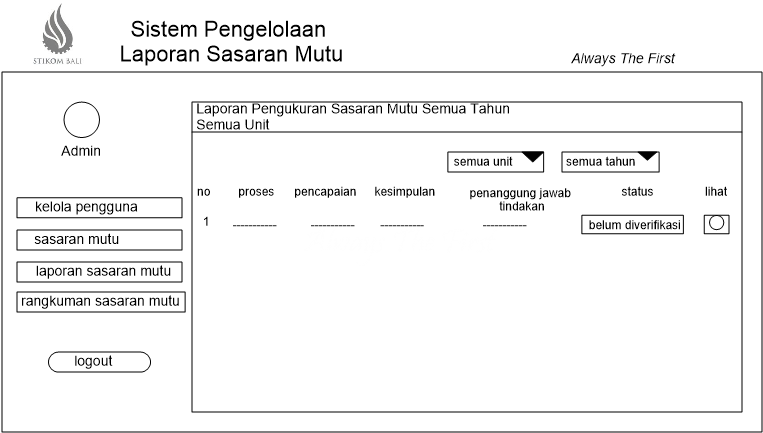 STIKOM BALI
Sistem Pengelolaan
Laporan Sasaran Mutu
Always The First
Admin
kelola pengguna
sasaran mutu
laporan sasaran mutu
rangkuman sasaran mutu
logout
Laporan Pengukuran Sasaran Mutu Semua Tahun
Semua Unit
semua unit semua tahun
no proses pencapaian kesimpulan penanggung jawab status lihat
tindakan
1 ----------- ----------- ----------- ----------- belum diverifikasi